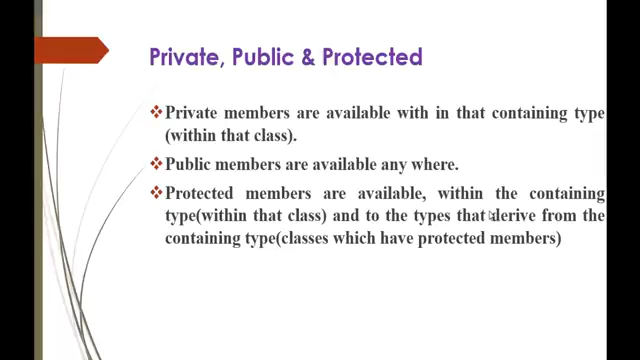 Private, Public & Protected
❖Private members are available with in that containing type
(within that class).
❖Public members are available any where.
❖Protected members are available, within the containing
type(within that class) and to the types that derive from the
containing type(classes which have protected members)